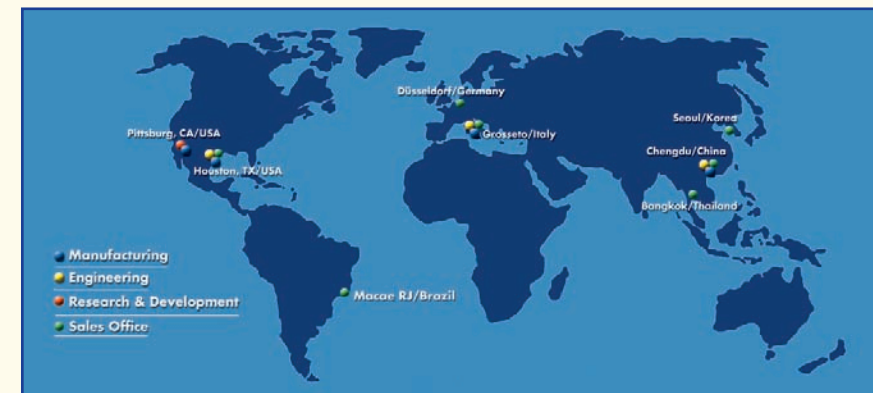 Düsseldorf/Germany
Seoul/Korea
Pittsburg, CA/USA
Grosseto/Italy
Chengdu/China
Houston, TX/USA
Bangkok/Thailand
Manufacturing
Engineering
Macae RJ/Brazil
Research & Development
Sales Office